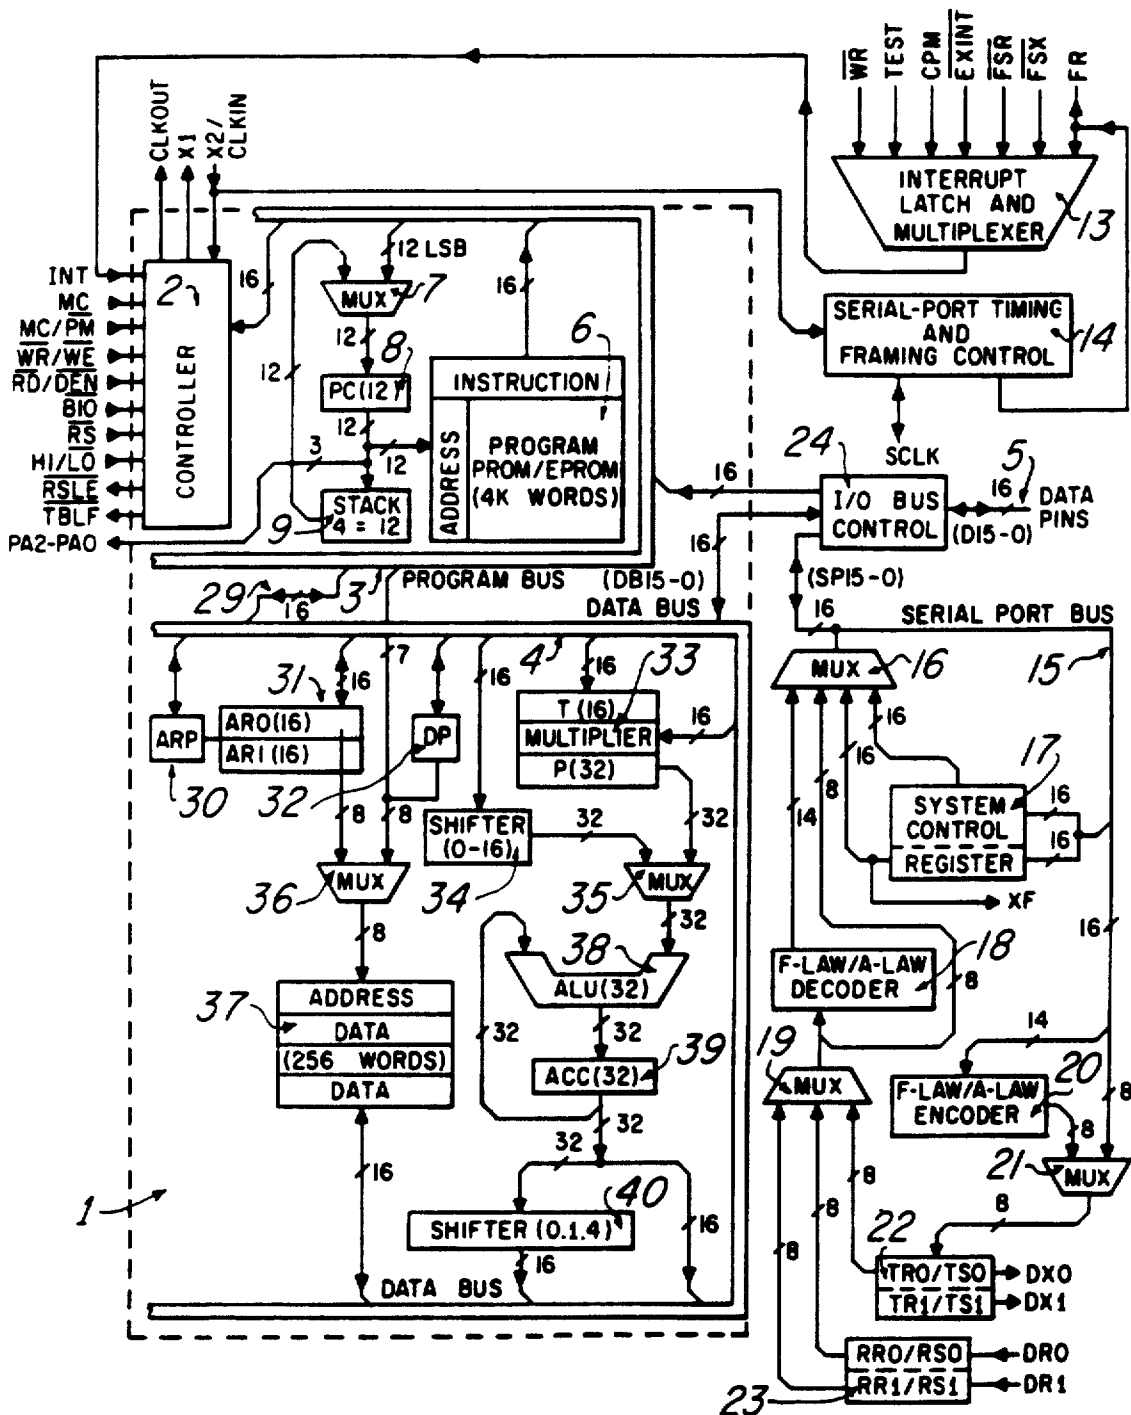 WR
TEST
CPM
EXINT
FSR
FSX
FR
CLKOUT
X1
X2/
CLKIN
INTERRUPT
LATCH AND
MULTIPLEXER
13
INT
MC
MC/PM
WR/WE
RD/DEN
BIO
RS
HI/LO
RSLE
TBLF
PA2-PA0
2
CONTROLLER
16
12 LSB
MUX
7
12
8
PC(12)
12
12
3
12
STACK
4 = 12
9
16
6
INSTRUCTION
ADDRESS
PROGRAM
PROM/EPROM
(4K WORDS)
SERIAL-PORT TIMING
AND
FRAMING CONTROL
14
SCLK
24
I/O BUS
CONTROL
16
5
DATA
PINS
(D15-0)
16
16
(SP15-0)
16
SERIAL PORT BUS
15
29
16
3
PROGRAM BUS
(DB15-0)
DATA BUS
4
7
31
16
ARP
30
AR0(16)
AR1(16)
DP
32
16
16
33
T(16)
MULTIPLIER
P(32)
16
8
8
SHIFTER
(0-16)
34
32
32
36
MUX
35
MUX
8
32
38
ALU(32)
32
32
ACC(32)
39
32
37
ADDRESS
DATA
(256 WORDS)
DATA
16
32
40
SHIFTER (0.1.4)
16
16
DATA BUS
1
MUX
16
16
16
8
14
17
SYSTEM
CONTROL
REGISTER
16
16
XF
16
F-LAW/A-LAW
DECODER
18
8
14
19
MUX
F-LAW/A-LAW
ENCODER
20
8
8
21
MUX
8
8
8
8
22
TR0/TS0
TR1/TS1
DX0
DX1
RR0/RS0
RR1/RS1
23
DR0
DR1